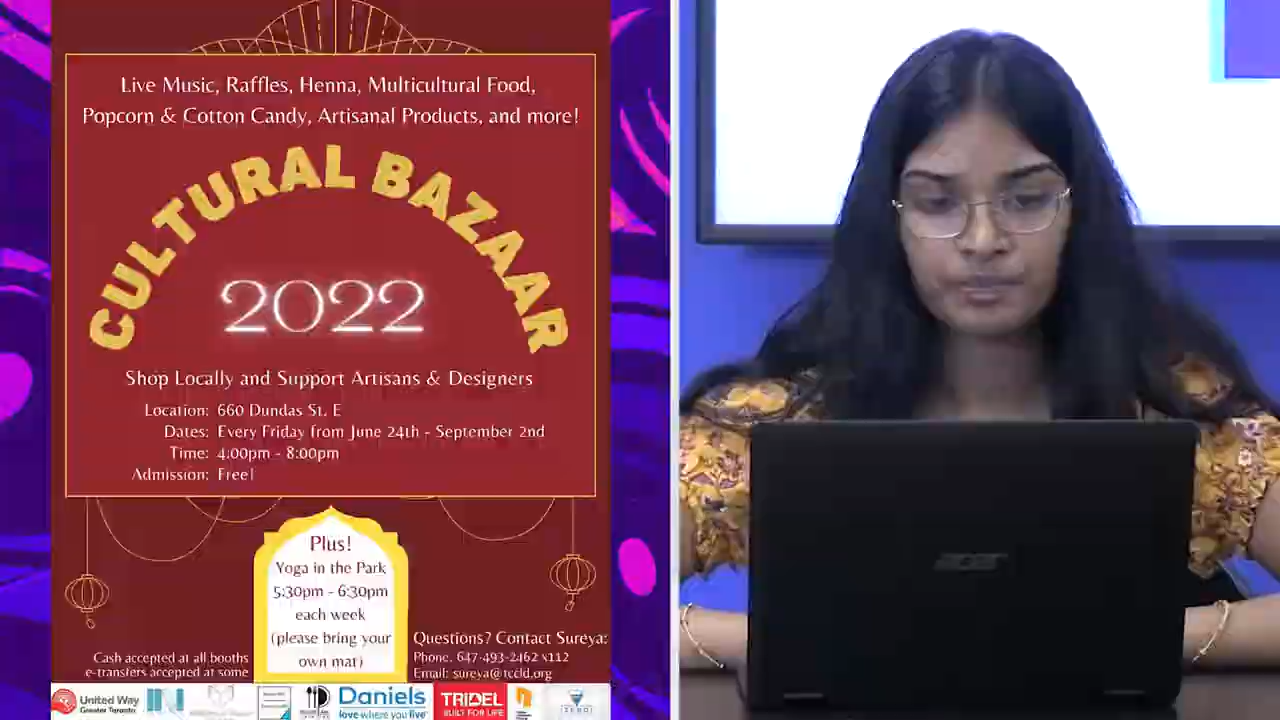 Live Music, Raffles, Henna, Multicultural Food,
Popcorn & Cotton Candy, Artisanal Products, and more!
CULTURAL BAZAAR
2022
Shop Locally and Support Artisans & Designers
Location: 660 Dundas St. E
Dates: Every Friday from June 24th - September 2nd
Time: 4:00pm - 8:00pm
Admission: Free!
Plus!
Yoga in the Park
5:30pm - 6:30pm
each week
(please bring your
own mat)
Cash accepted at all booths
e-transfers accepted at some
Questions? Contact Sureya:
Phone. 647-493-2462 x112
Email: sureya@tccld.org
United Way
Greater Toronto
Daniels
love where you live
TRIDEL
BUILT FOR LIFE
acer